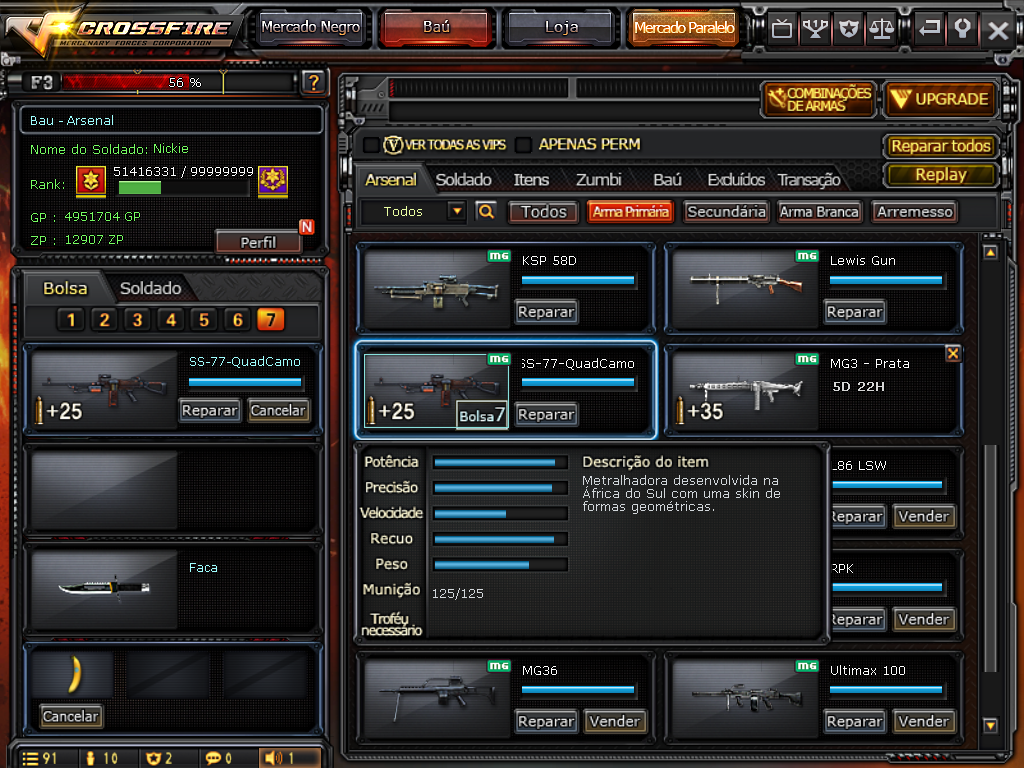 CROSSFIRE
MERCENARY FORCES CORPORATION
Mercado Negro
Baú
Loja
Mercado Paralelo
F3
56 %
?
COMBINAÇÕES
DE ARMAS
UPGRADE
Bau - Arsenal
VER TODAS AS VIPS
APENAS PERM
Reparar todos
Nome do Soldado: Nickie
Rank:
51416331 / 99999999
Arsenal
Soldado
Itens
Zumbi
Baú
Excluídos
Transação
Replay
GP : 4951704 GP
ZP : 12907 ZP
Perfil
N
Todos
Todos
Arma Primária
Secundária
Arma Branca
Arremesso
Bolsa
Soldado
1 2 3 4 5 6 7
MG
KSP 58D
Reparar
MG
Lewis Gun
Reparar
SS-77-QuadCamo
+25
Reparar
Cancelar
MG
SS-77-QuadCamo
+25
Bolsa7
Reparar
MG
MG3 - Prata
5D 22H
+35
Potência
Precisão
Velocidade
Recuo
Peso
Munição
125/125
Troféu
necessário
Descrição do item
Metralhadora desenvolvida na
África do Sul com uma skin de
formas geométricas.
L86 LSW
Reparar
Vender
RPK
Reparar
Vender
Faca
Cancelar
MG
MG36
Reparar
Vender
MG
Ultimax 100
Reparar
Vender
91
10
2
0
1